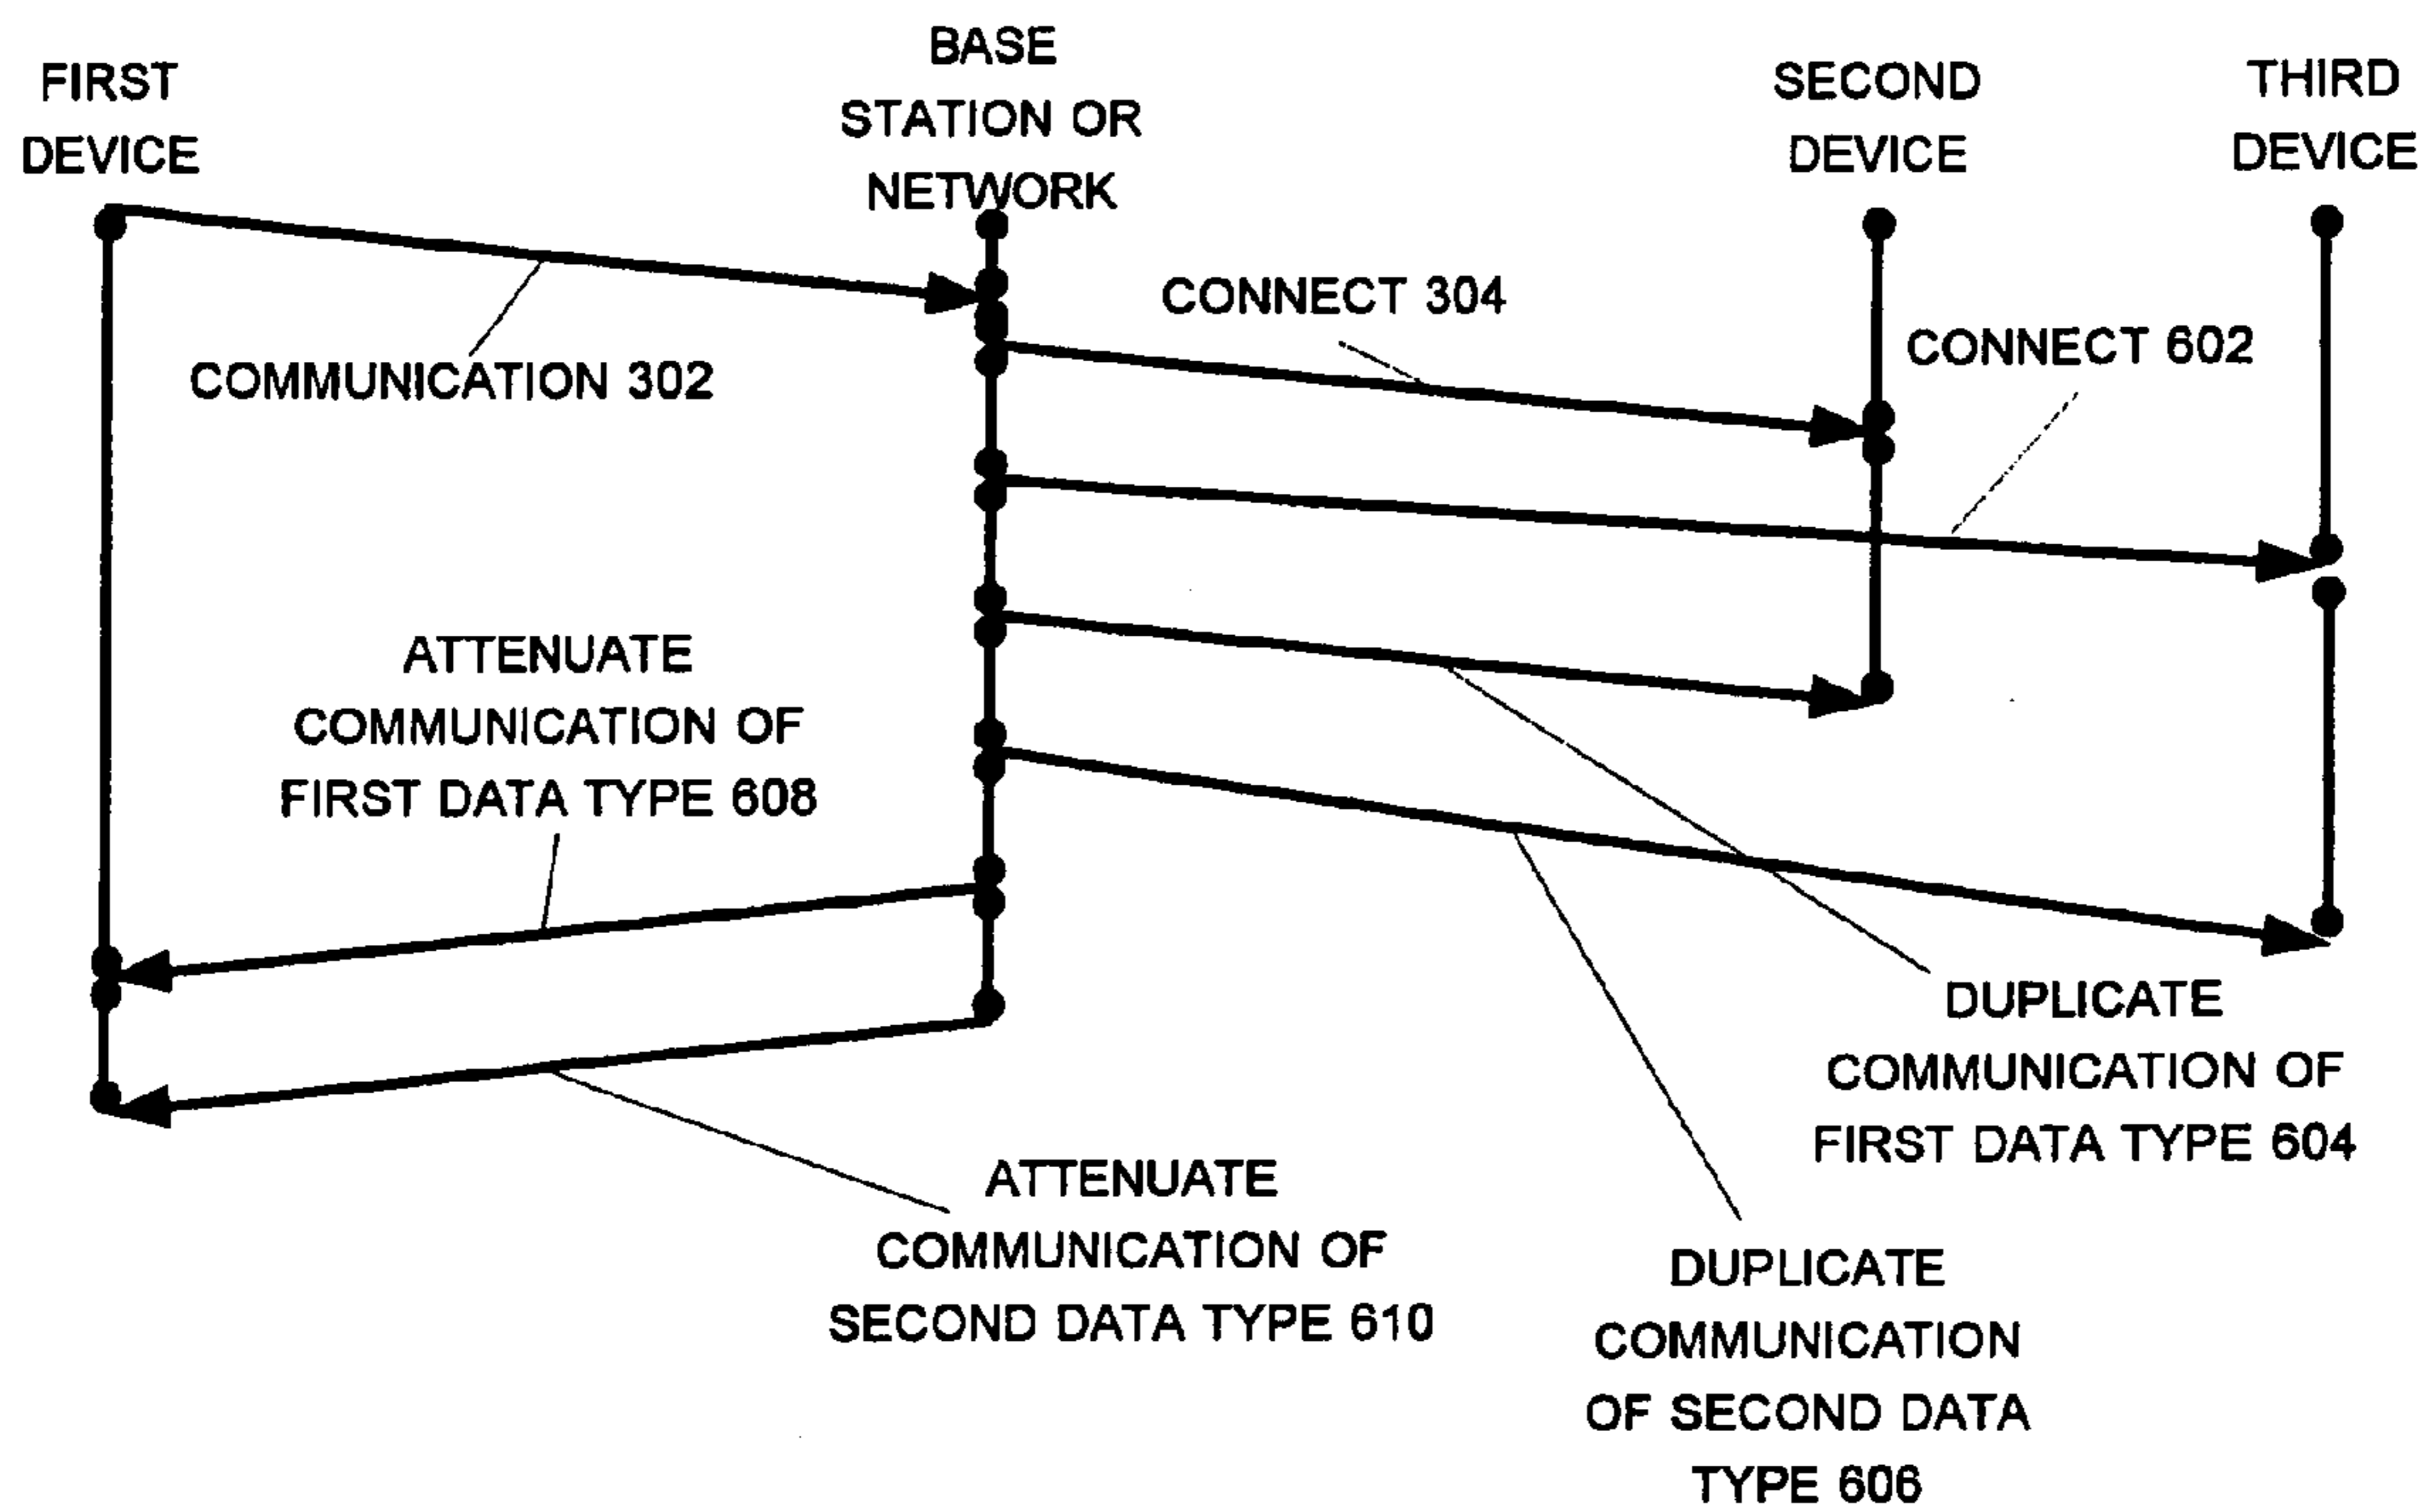 FIRST
DEVICE
BASE
STATION OR
NETWORK
SECOND
DEVICE
THIRD
DEVICE
COMMUNICATION 302
CONNECT 304
CONNECT 602
ATTENUATE
COMMUNICATION OF
FIRST DATA TYPE 608
DUPLICATE
COMMUNICATION OF
FIRST DATA TYPE 604
ATTENUATE
COMMUNICATION OF
SECOND DATA TYPE 610
DUPLICATE
COMMUNICATION
OF SECOND DATA
TYPE 606